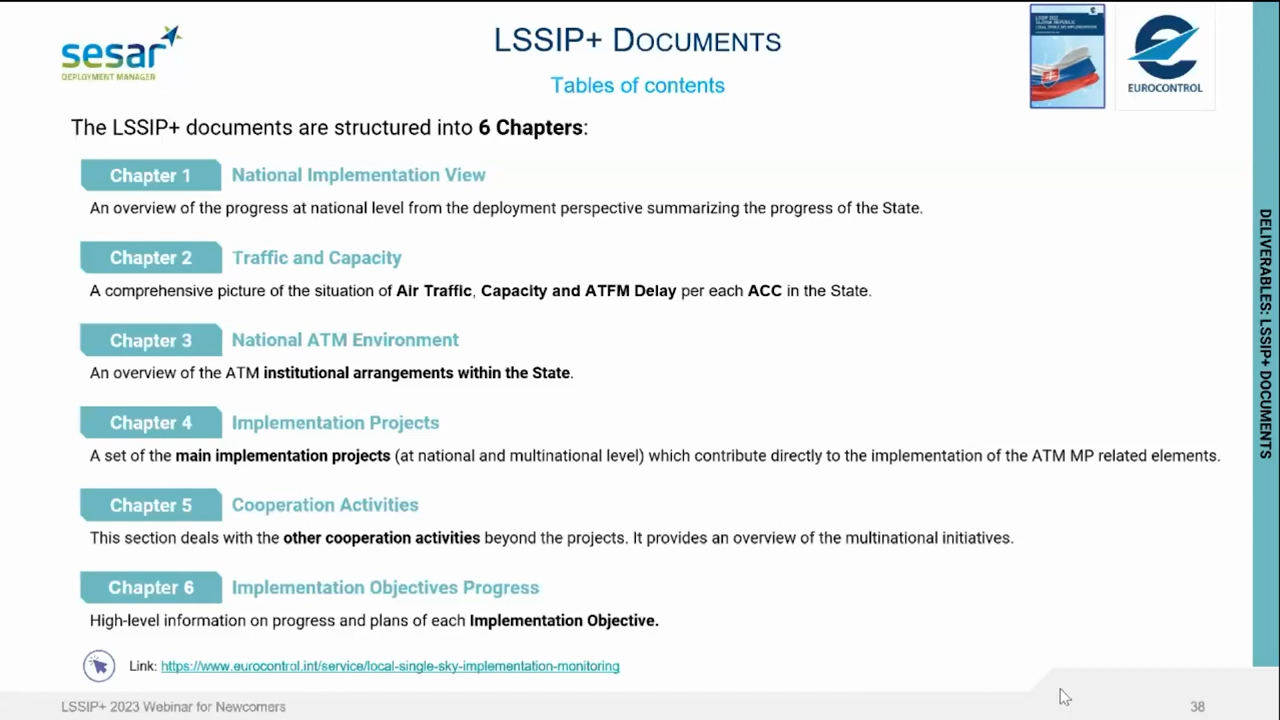 sesar
DEPLOYMENT MANAGER
LSSIP+ DOCUMENTS
Tables of contents
EUROCONTROL
The LSSIP+ documents are structured into 6 Chapters:
Chapter 1 National Implementation View
An overview of the progress at national level from the deployment perspective summarizing the progress of the State.
Chapter 2 Traffic and Capacity
A comprehensive picture of the situation of Air Traffic, Capacity and ATFM Delay per each ACC in the State.
Chapter 3 National ATM Environment
An overview of the ATM institutional arrangements within the State.
Chapter 4 Implementation Projects
A set of the main implementation projects (at national and multinational level) which contribute directly to the implementation of the ATM MP related elements.
Chapter 5 Cooperation Activities
This section deals with the other cooperation activities beyond the projects. It provides an overview of the multinational initiatives.
Chapter 6 Implementation Objectives Progress
High-level information on progress and plans of each Implementation Objective.
Link: https://www.eurocontrol.int/service/local-single-sky-implementation-monitoring
DELIVERABLES: LSSIP+ DOCUMENTS
LSSIP+ 2023 Webinar for Newcomers
38